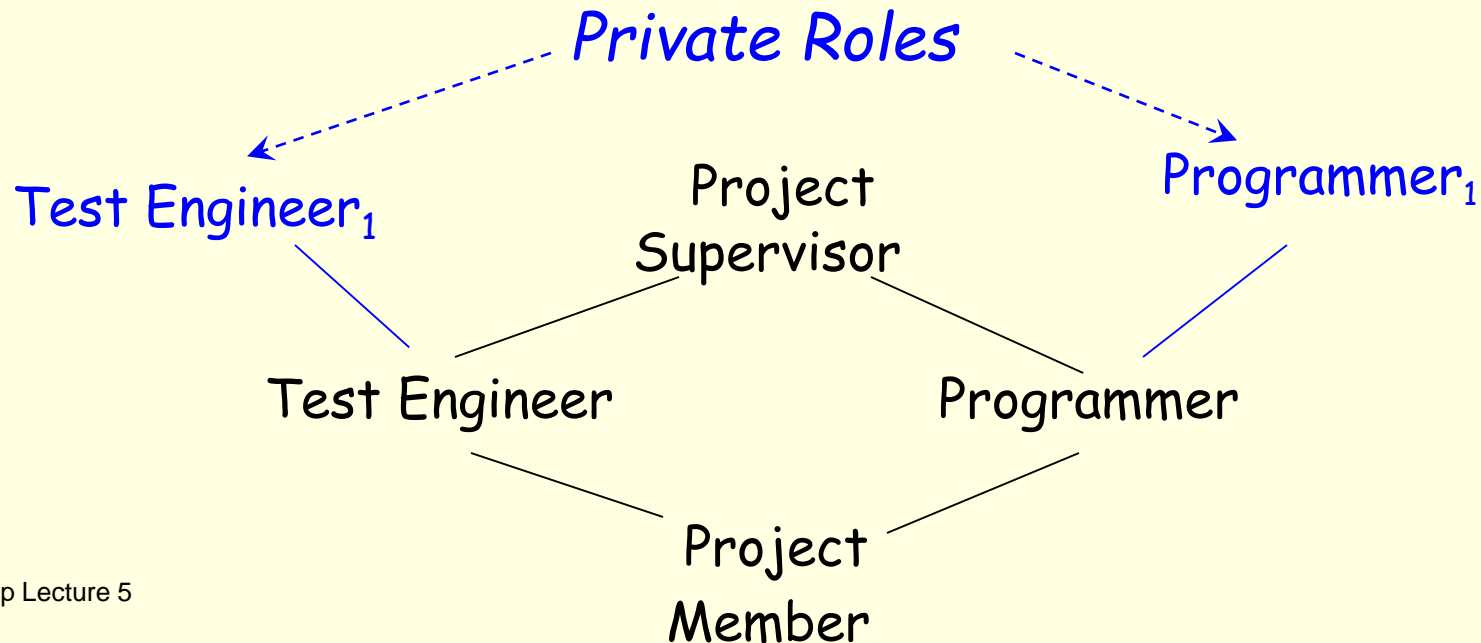 Private Roles
Test Engineer₁
Project
Supervisor
Programmer₁
Test Engineer
Programmer
Project
Member
p Lecture 5